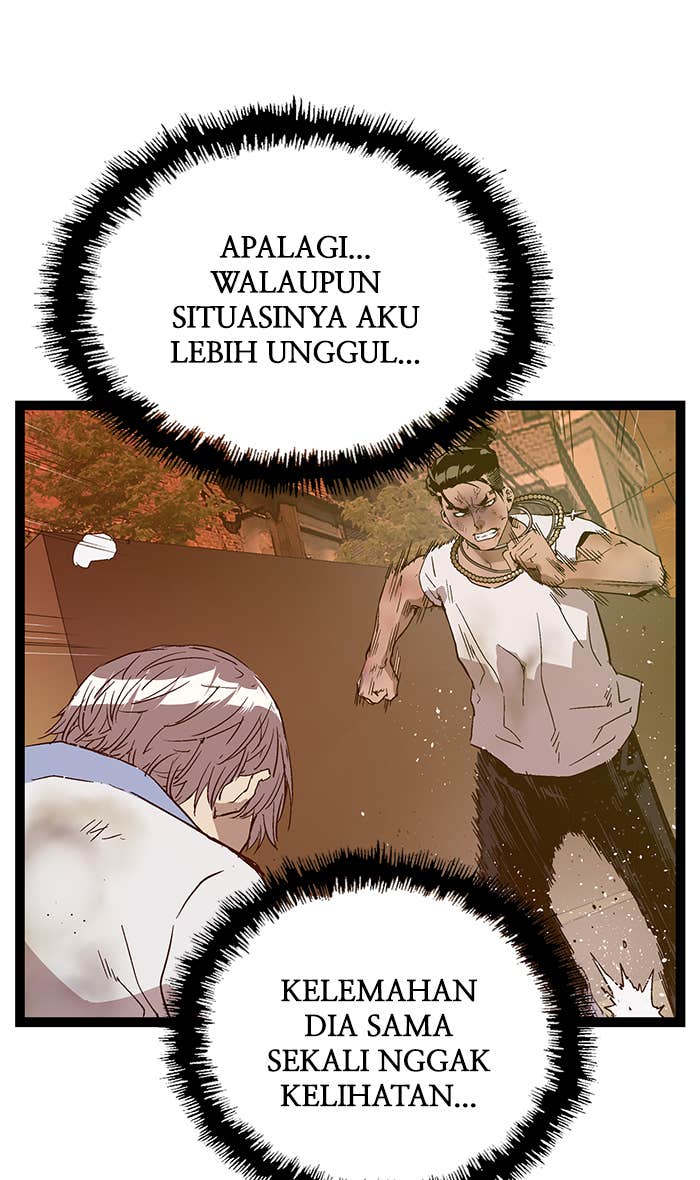 APALAGI...
WALAUPUN
SITUASINYA AKU
LEBIH UNGGUL...
KELEMAHAN
DIA SAMA
SEKALI NGGAK
KELIHATAN...